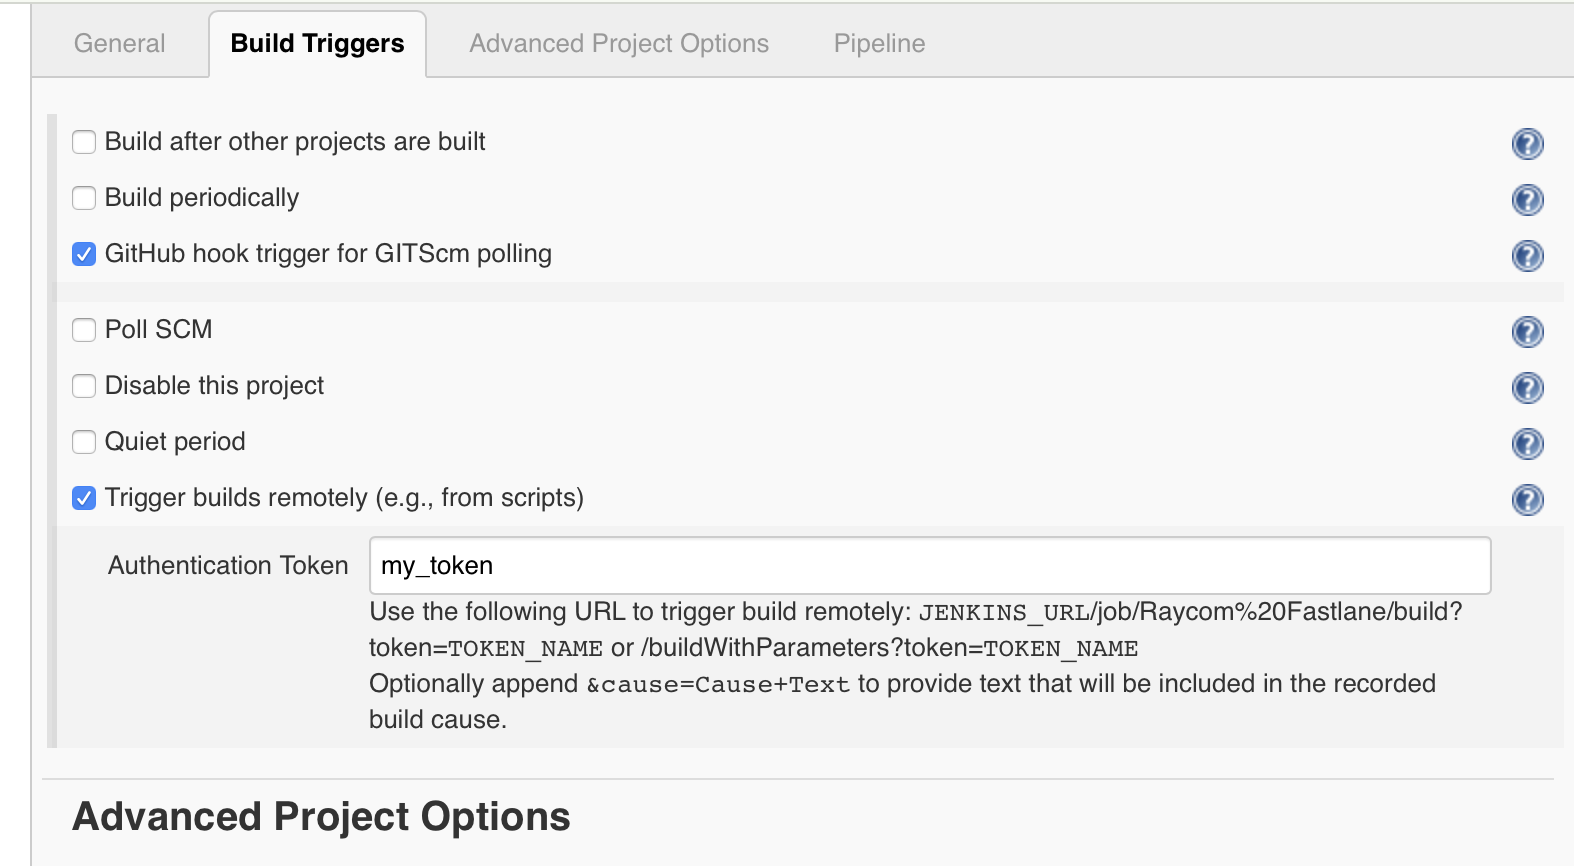 General Build Triggers Advanced Project Options Pipeline
Build after other projects are built
Build periodically
GitHub hook trigger for GITScm polling
Poll SCM
Disable this project
Quiet period
Trigger builds remotely (e.g., from scripts)
Authentication Token my_token
Use the following URL to trigger build remotely: JENKINS_URL/job/Raycom%20Fastlane/build?
token=TOKEN_NAME or /buildWithParameters?token=TOKEN_NAME
Optionally append &cause=Cause+Text to provide text that will be included in the recorded
build cause.
Advanced Project Options